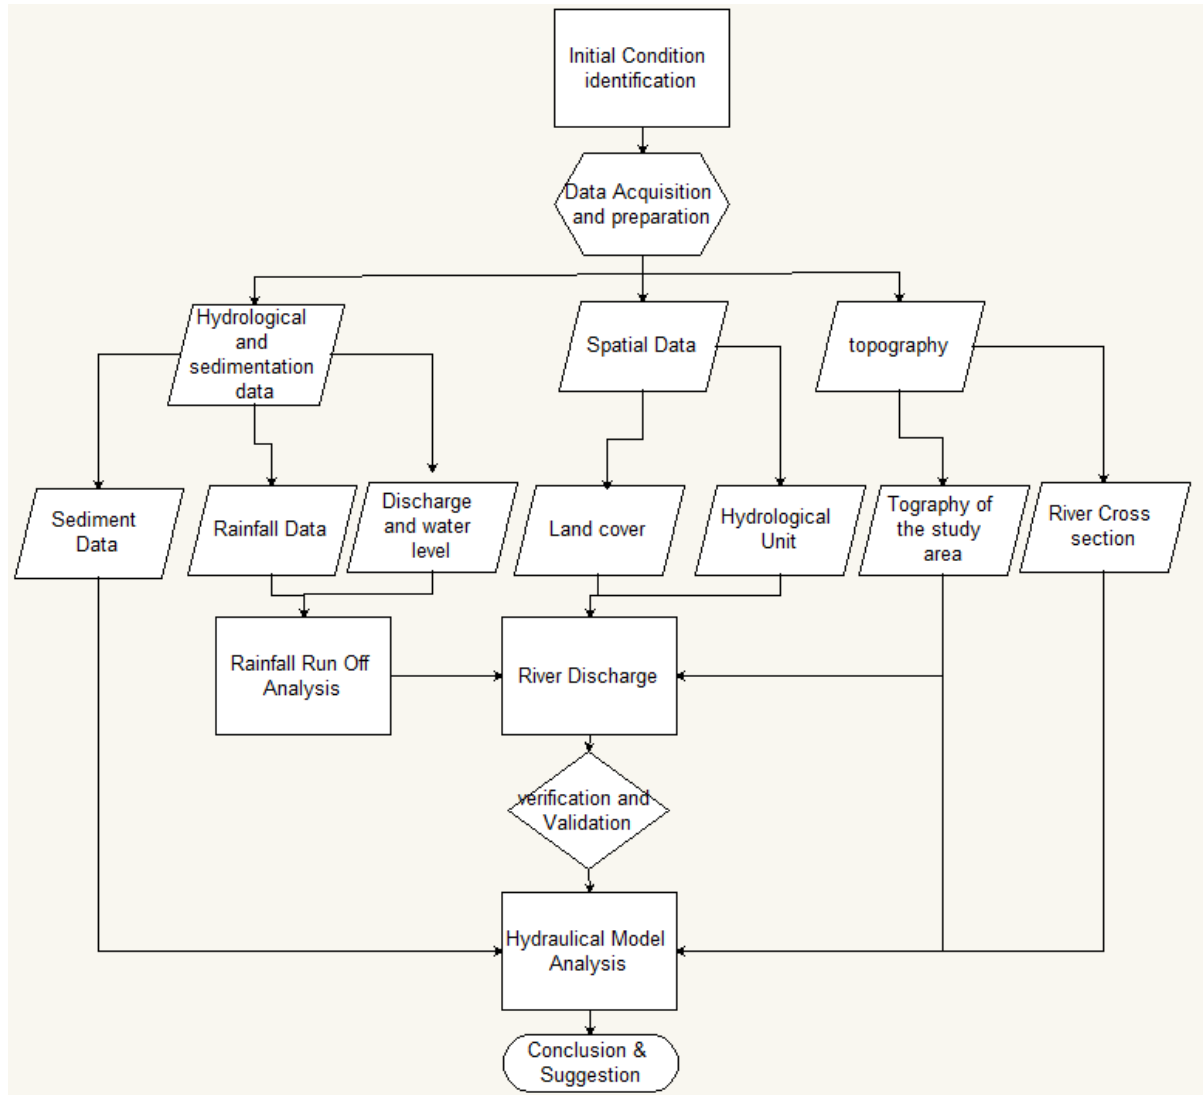 Initial Condition
identification
Data Acquisition
and preparation
Hydrological
and
sedimentation
data
Spatial Data
topography
Sediment
Data
Rainfall Data
Discharge
and water
level
Land cover
Hydrological
Unit
Tography of
the study
area
River Cross
section
Rainfall Run Off
Analysis
River Discharge
verification and
Validation
Hydraulical Model
Analysis
Conclusion &
Suggestion